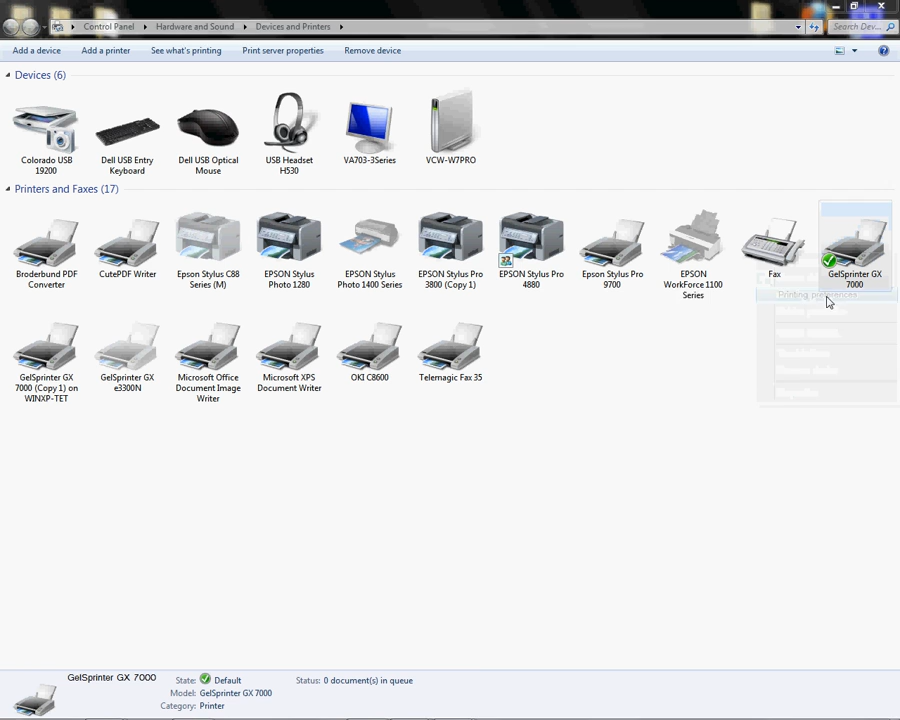 Control Panel
Hardware and Sound
Devices and Printers
Search Dev...
Add a device
Add a printer
See what's printing
Print server properties
Remove device
Devices (6)
Colorado USB
19200
Dell USB Entry
Keyboard
Dell USB Optical
Mouse
USB Headset
H530
VA703-3Series
VCW-W7PRO
Printers and Faxes (17)
Broderbund PDF
Converter
CutePDF Writer
Epson Stylus C88
Series (M)
EPSON Stylus
Photo 1280
EPSON Stylus
Photo 1400 Series
EPSON Stylus Pro
3800 (Copy 1)
EPSON Stylus Pro
4880
Epson Stylus Pro
9700
EPSON
WorkForce 1100
Series
Fax
GelSprinter GX
7000
Printing preferences
GelSprinter GX
7000 (Copy 1) on
WINXP-TET
GelSprinter GX
e3300N
Microsoft Office
Document Image
Writer
Microsoft XPS
Document Writer
OKI C8600
Telemagic Fax 35
GelSprinter GX 7000
State: Default
Status: 0 document(s) in queue
Model: GelSprinter GX 7000
Category: Printer